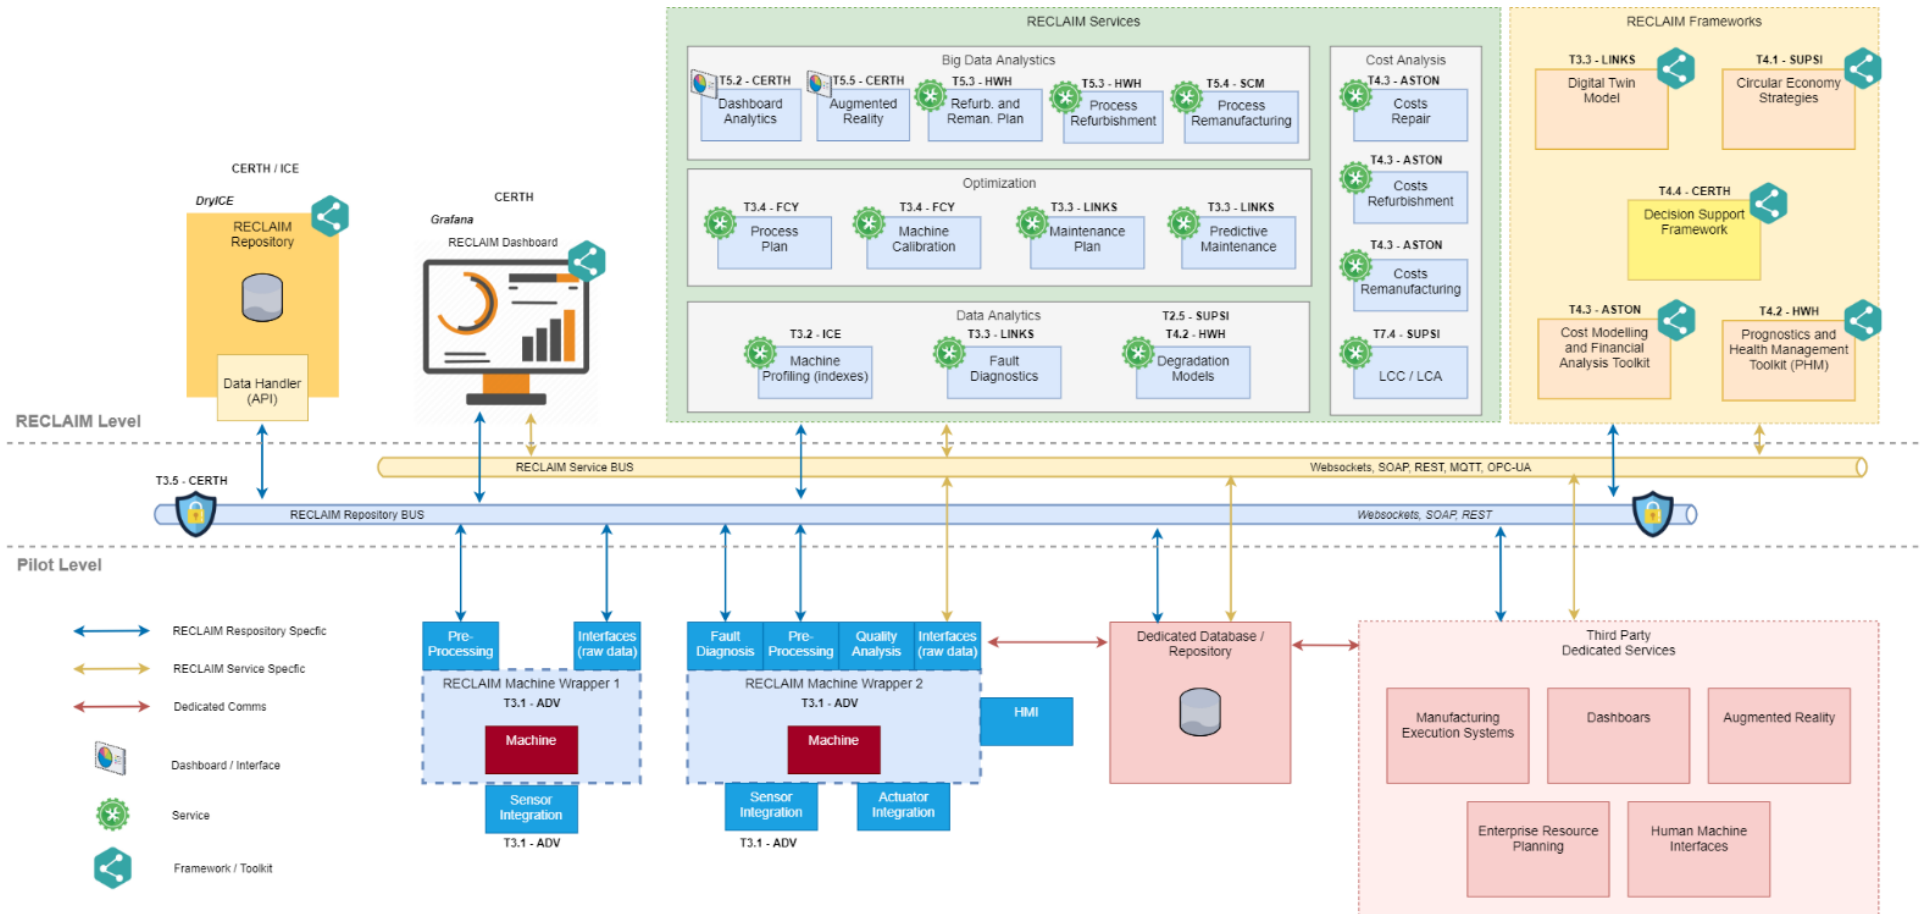 RECLAIM Services
RECLAIM Frameworks
Big Data Analystics
T5.2 - CERTH
Dashboard
Analytics
T5.5 - CERTH
Augmented
Reality
T5.3 - HWH
Refurb. and
Reman. Plan
T5.3 - HWH
Process
Refurbishment
T5.4 - SCM
Process
Remanufacturing
Cost Analysis
T4.3 - ASTON
Costs
Repair
T4.3 - ASTON
Costs
Refurbishment
T4.3 - ASTON
Costs
Remanufacturing
T7.4 - SUPSI
LCC / LCA
Optimization
T3.4 - FCY
Process
Plan
T3.4 - FCY
Machine
Calibration
T3.3 - LINKS
Maintenance
Plan
T3.3 - LINKS
Predictive
Maintenance
Data Analytics
T3.2 - ICE
Machine
Profiling (indexes)
T3.3 - LINKS
Fault
Diagnostics
T2.5 - SUPSI
T4.2 - HWH
Degradation
Models
T3.3 - LINKS
Digital Twin
Model
T4.1 - SUPSI
Circular Economy
Strategies
T4.4 - CERTH
Decision Support
Framework
T4.3 - ASTON
Cost Modelling
and Financial
Analysis Toolkit
T4.2 - HWH
Prognostics and
Health Management
Toolkit (PHM)
CERTH / ICE
DryICE
RECLAIM
Repository
Data Handler
(API)
CERTH
Grafana
RECLAIM Dashboard
RECLAIM Level
RECLAIM Service BUS
Websockets, SOAP, REST, MQTT, OPC-UA
T3.5 - CERTH
RECLAIM Repository BUS
Websockets, SOAP, REST
Pilot Level
RECLAIM Respository Specfic
RECLAIM Service Specfic
Dedicated Comms
Dashboard / Interface
Service
Framework / Toolkit
Pre-
Processing
Interfaces
(raw data)
RECLAIM Machine Wrapper 1
T3.1 - ADV
Machine
Sensor
Integration
T3.1 - ADV
Fault
Diagnosis
Pre-
Processing
Quality
Analysis
Interfaces
(raw data)
RECLAIM Machine Wrapper 2
T3.1 - ADV
Machine
HMI
Sensor
Integration
Actuator
Integration
T3.1 - ADV
Dedicated Database /
Repository
Third Party
Dedicated Services
Manufacturing
Execution Systems
Dashboars
Augmented Reality
Enterprise Resource
Planning
Human Machine
Interfaces